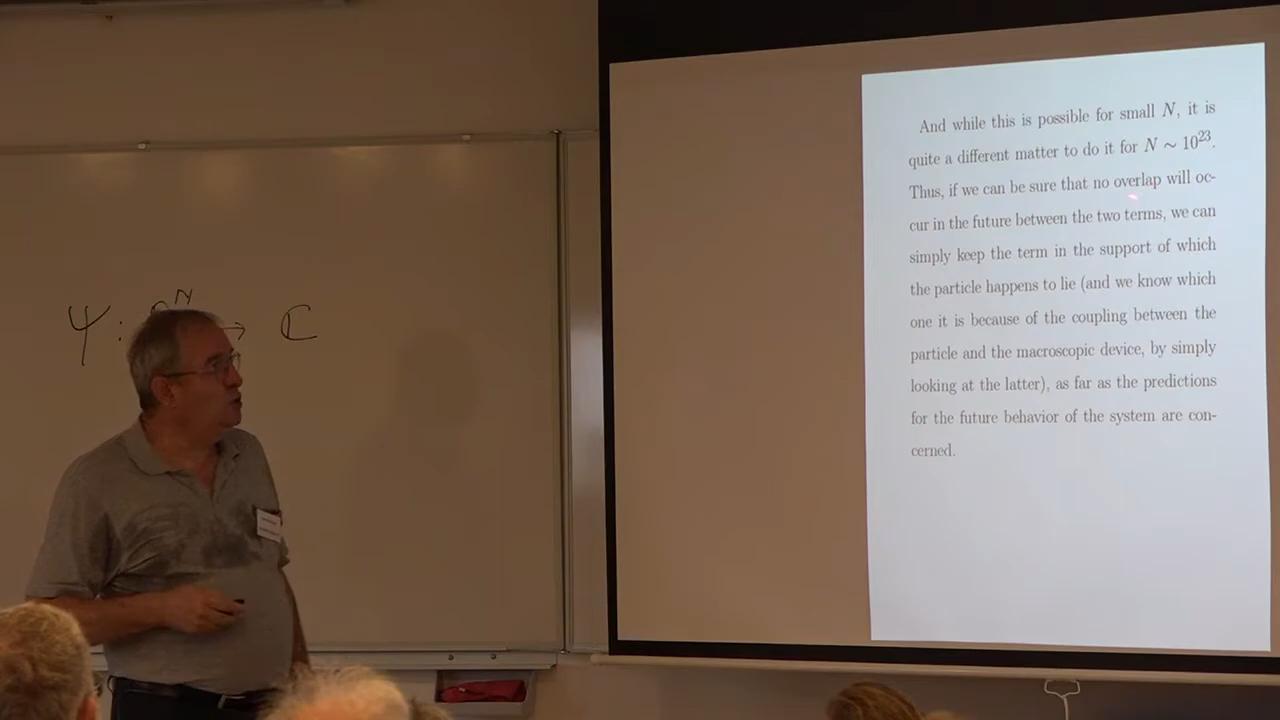 Ψ : ℝᴺ → ℂ
And while this is possible for small N, it is
quite a different matter to do it for N ∼ 10²³.
Thus, if we can be sure that no overlap will oc-
cur in the future between the two terms, we can
simply keep the term in the support of which
the particle happens to lie (and we know which
one it is because of the coupling between the
particle and the macroscopic device, by simply
looking at the latter), as far as the predictions
for the future behavior of the system are con-
cerned.